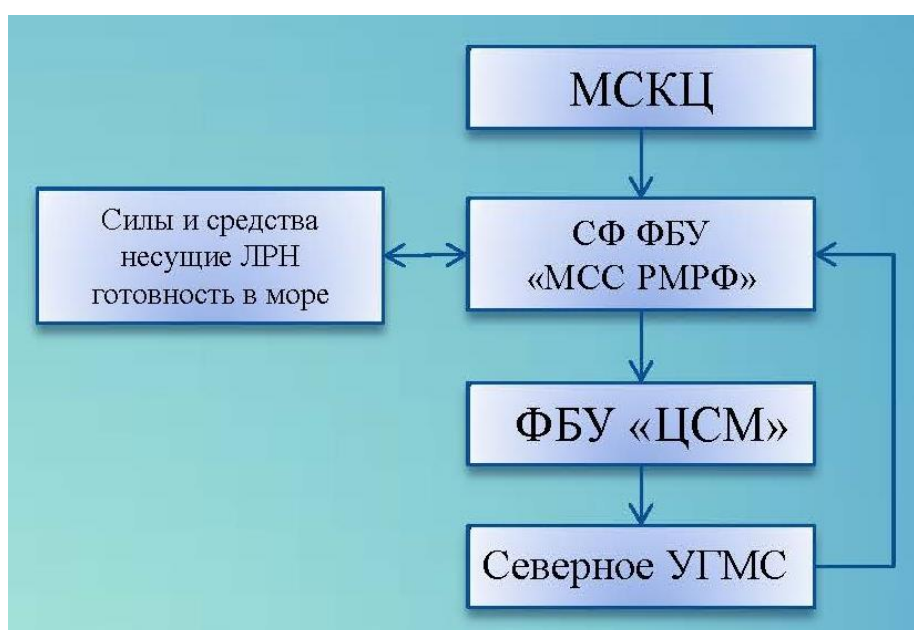 МСКЦ
Силы и средства
несущие ЛРН
готовность в море
СФ ФБУ
«МСС РМРФ»
ФБУ «ЦСМ»
Северное УГМС